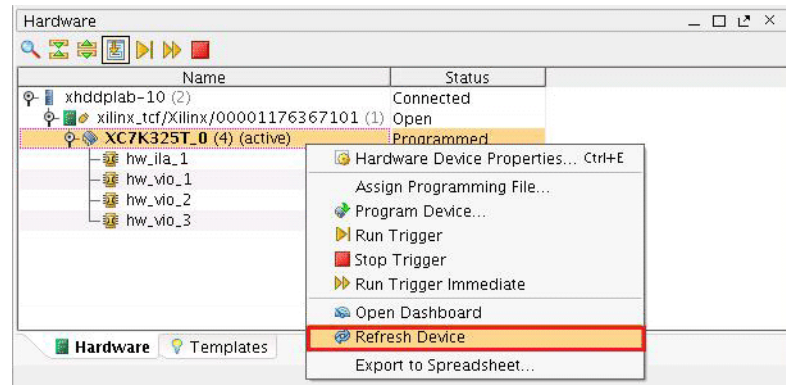 Hardware
Name Status
xhddplab-10 (2) Connected
xilinx_tcf/Xilinx/00001176367101 (1) Open
XC7K325T_0 (4) (active) Programmed
hw_ila_1
hw_vio_1
hw_vio_2
hw_vio_3
Hardware Device Properties... Ctrl+E
Assign Programming File...
Program Device...
Run Trigger
Stop Trigger
Run Trigger Immediate
Open Dashboard
Refresh Device
Export to Spreadsheet...
Hardware Templates